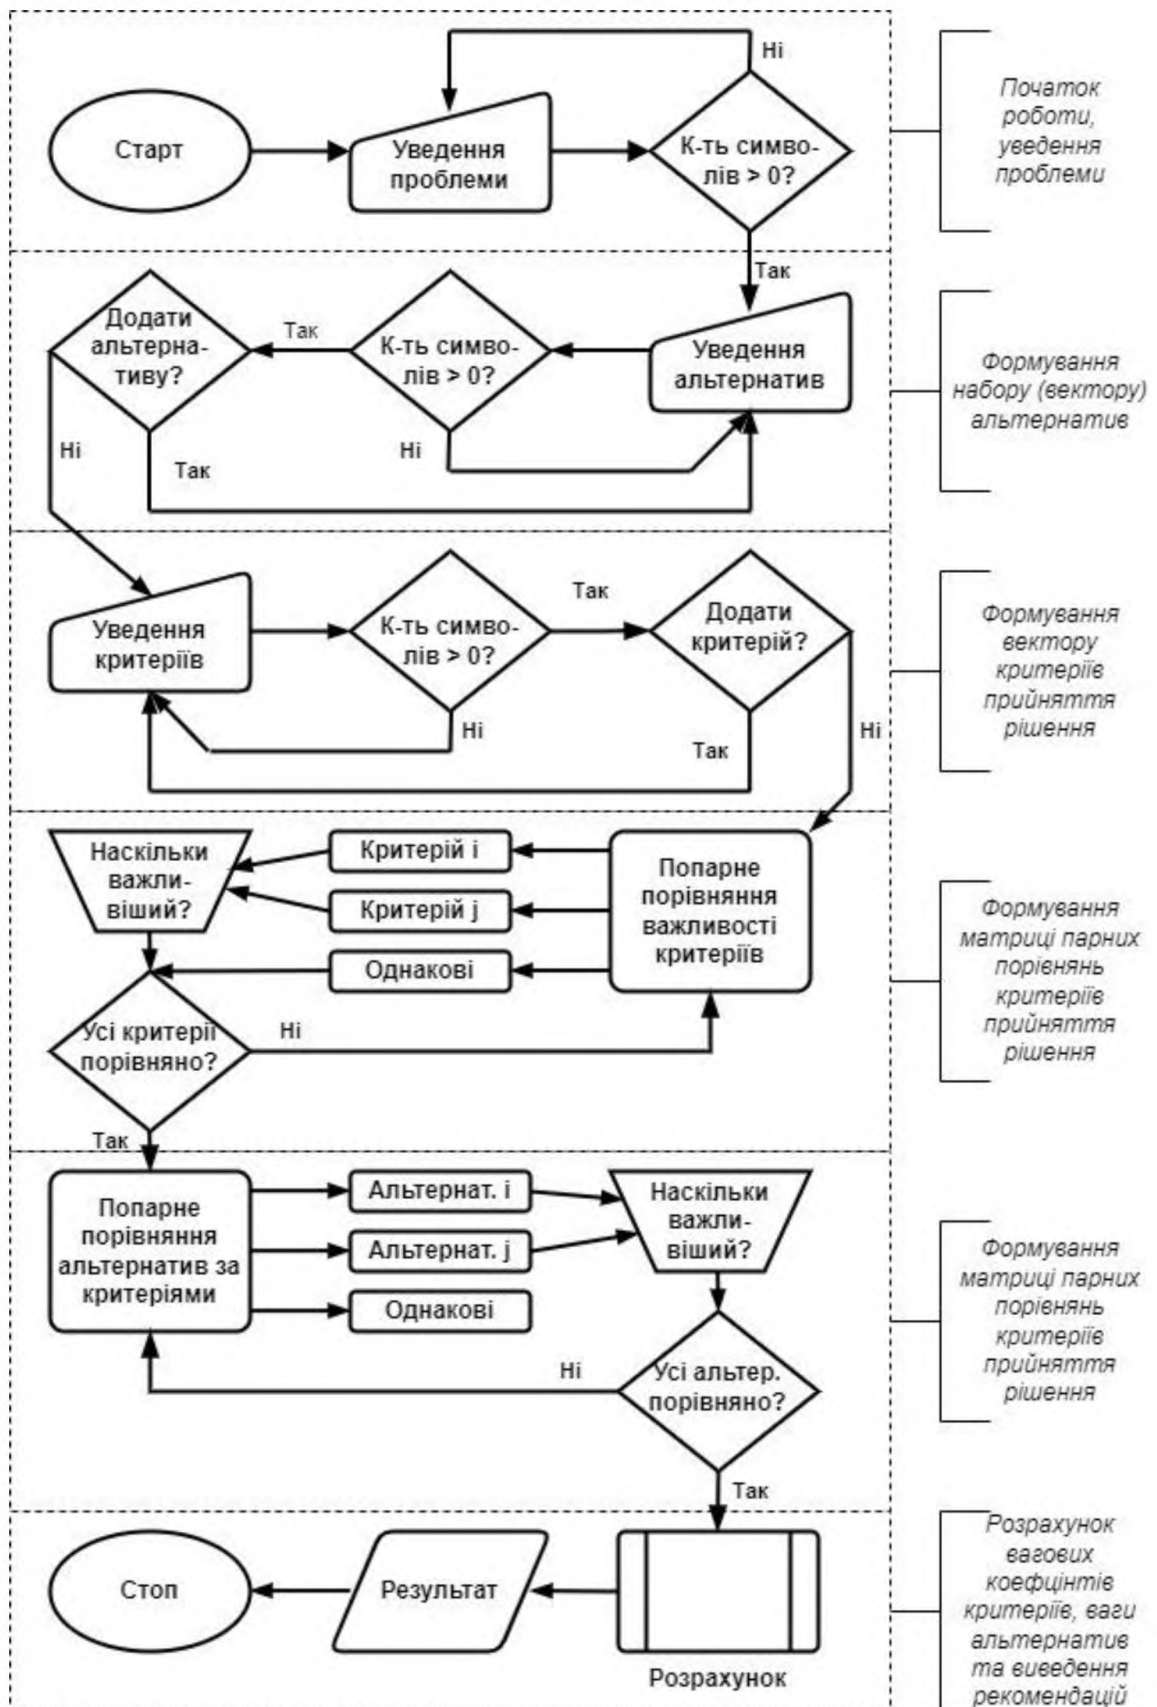 Ні
Старт
Уведення
проблеми
К-ть симво-
лів > 0?
Початок
роботи,
уведення
проблеми
Так
Додати
альтерна-
тиву?
Так
К-ть симво-
лів > 0?
Уведення
альтернатив
Ні
Так
Ні
Формування
набору (вектору)
альтернатив
Уведення
критеріїв
К-ть симво-
лів > 0?
Так
Додати
критерій?
Ні
Так
Ні
Формування
вектору
критеріїв
прийняття
рішення
Наскільки
важли-
віший?
Критерій і
Критерій j
Однакові
Попарне
порівняння
важливості
критеріїв
Усі критерії
порівняно?
Ні
Так
Формування
матриці парних
порівнянь
критеріїв
прийняття
рішення
Попарне
порівняння
альтернатив за
критеріями
Альтернат. і
Альтернат. j
Однакові
Наскільки
важли-
віший?
Ні
Усі альтер.
порівняно?
Так
Формування
матриці парних
порівнянь
критеріїв
прийняття
рішення
Стоп
Результат
Розрахунок
Розрахунок
вагових
коефцінтів
критеріїв, ваги
альтернатив
та виведення
рекомендацій